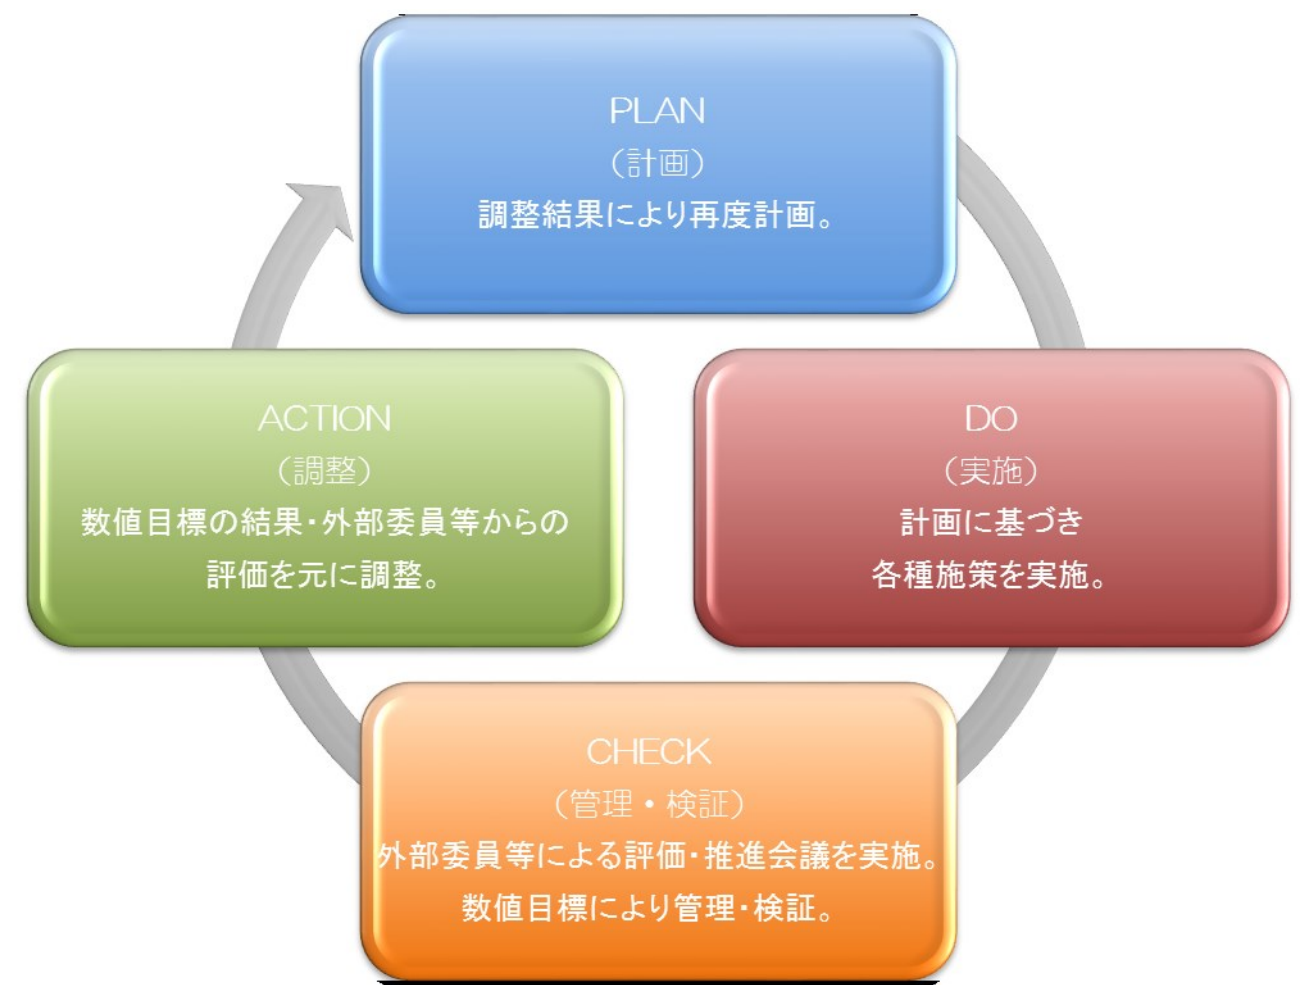 PLAN
（計画）
調整結果により再度計画。
DO
（実施）
計画に基づき
各種施策を実施。
CHECK
（管理・検証）
外部委員等による評価・推進会議を実施。
数値目標により管理・検証。
ACTION
（調整）
数値目標の結果・外部委員等からの
評価を元に調整。